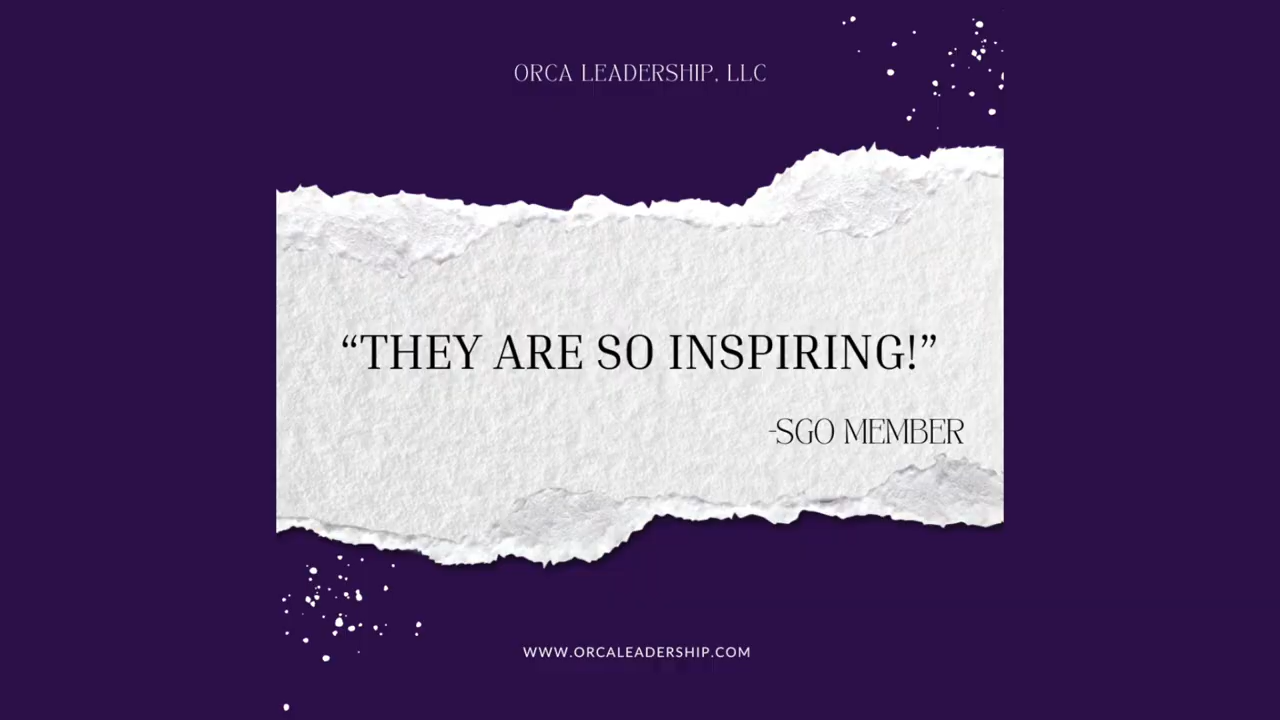 ORCA LEADERSHIP, LLC
“THEY ARE SO INSPIRING!”
-SGO MEMBER
WWW.ORCALEADERSHIP.COM